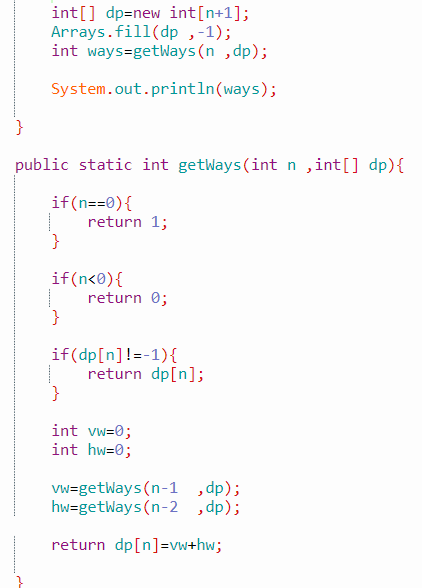 int[] dp=new int[n+1];
Arrays.fill(dp ,-1);
int ways=getWays(n ,dp);
System.out.println(ways);
}
public static int getWays(int n ,int[] dp){
if(n==0){
return 1;
}
if(n<0){
return 0;
}
if(dp[n]!=-1){
return dp[n];
}
int vw=0;
int hw=0;
vw=getWays(n-1  ,dp);
hw=getWays(n-2  ,dp);
return dp[n]=vw+hw;
}